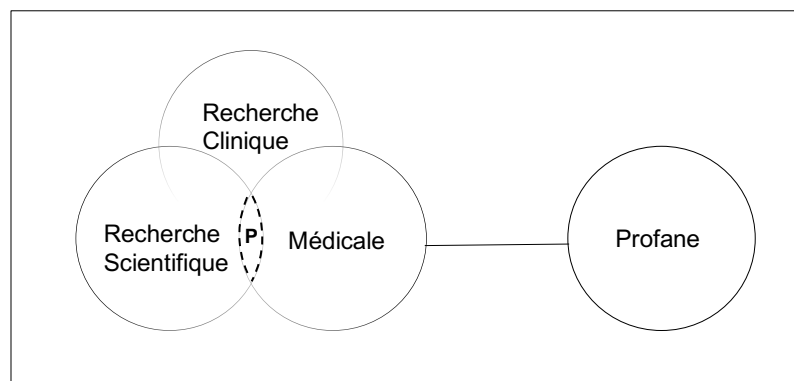 Recherche
Clinique
Recherche
Scientifique
P
Médicale
Profane